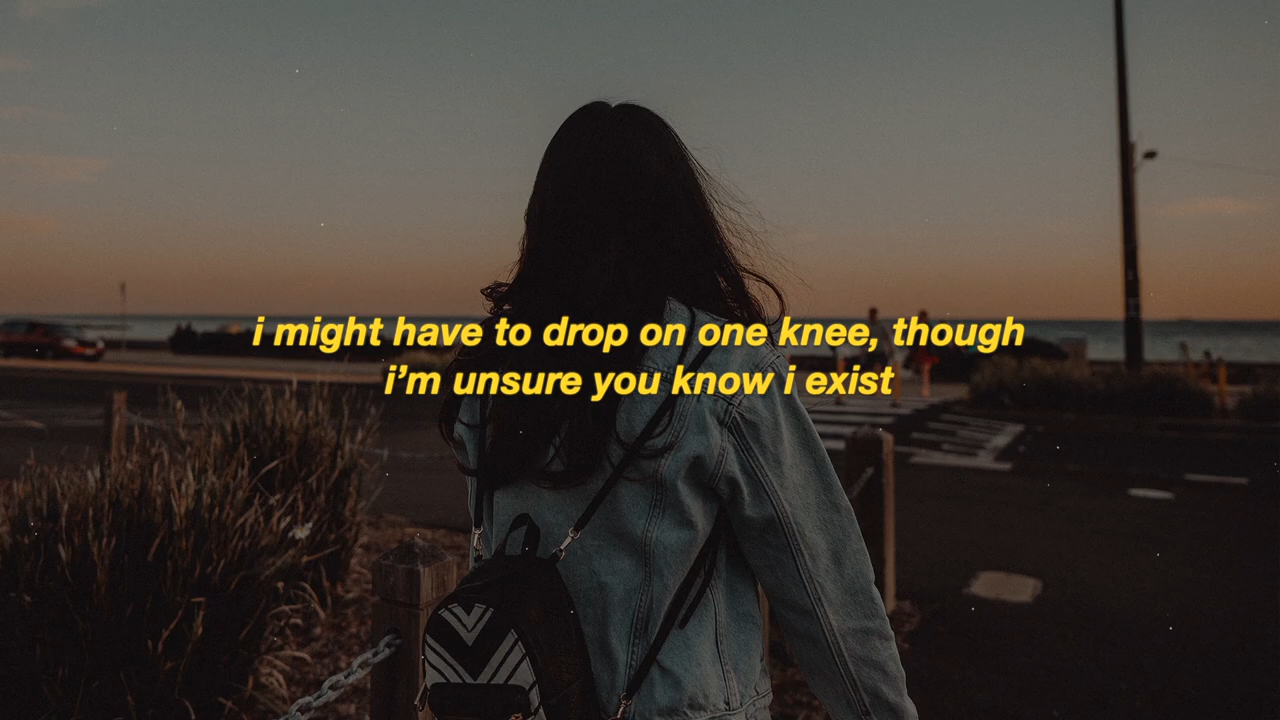 i might have to drop on one knee, though
i’m unsure you know i exist